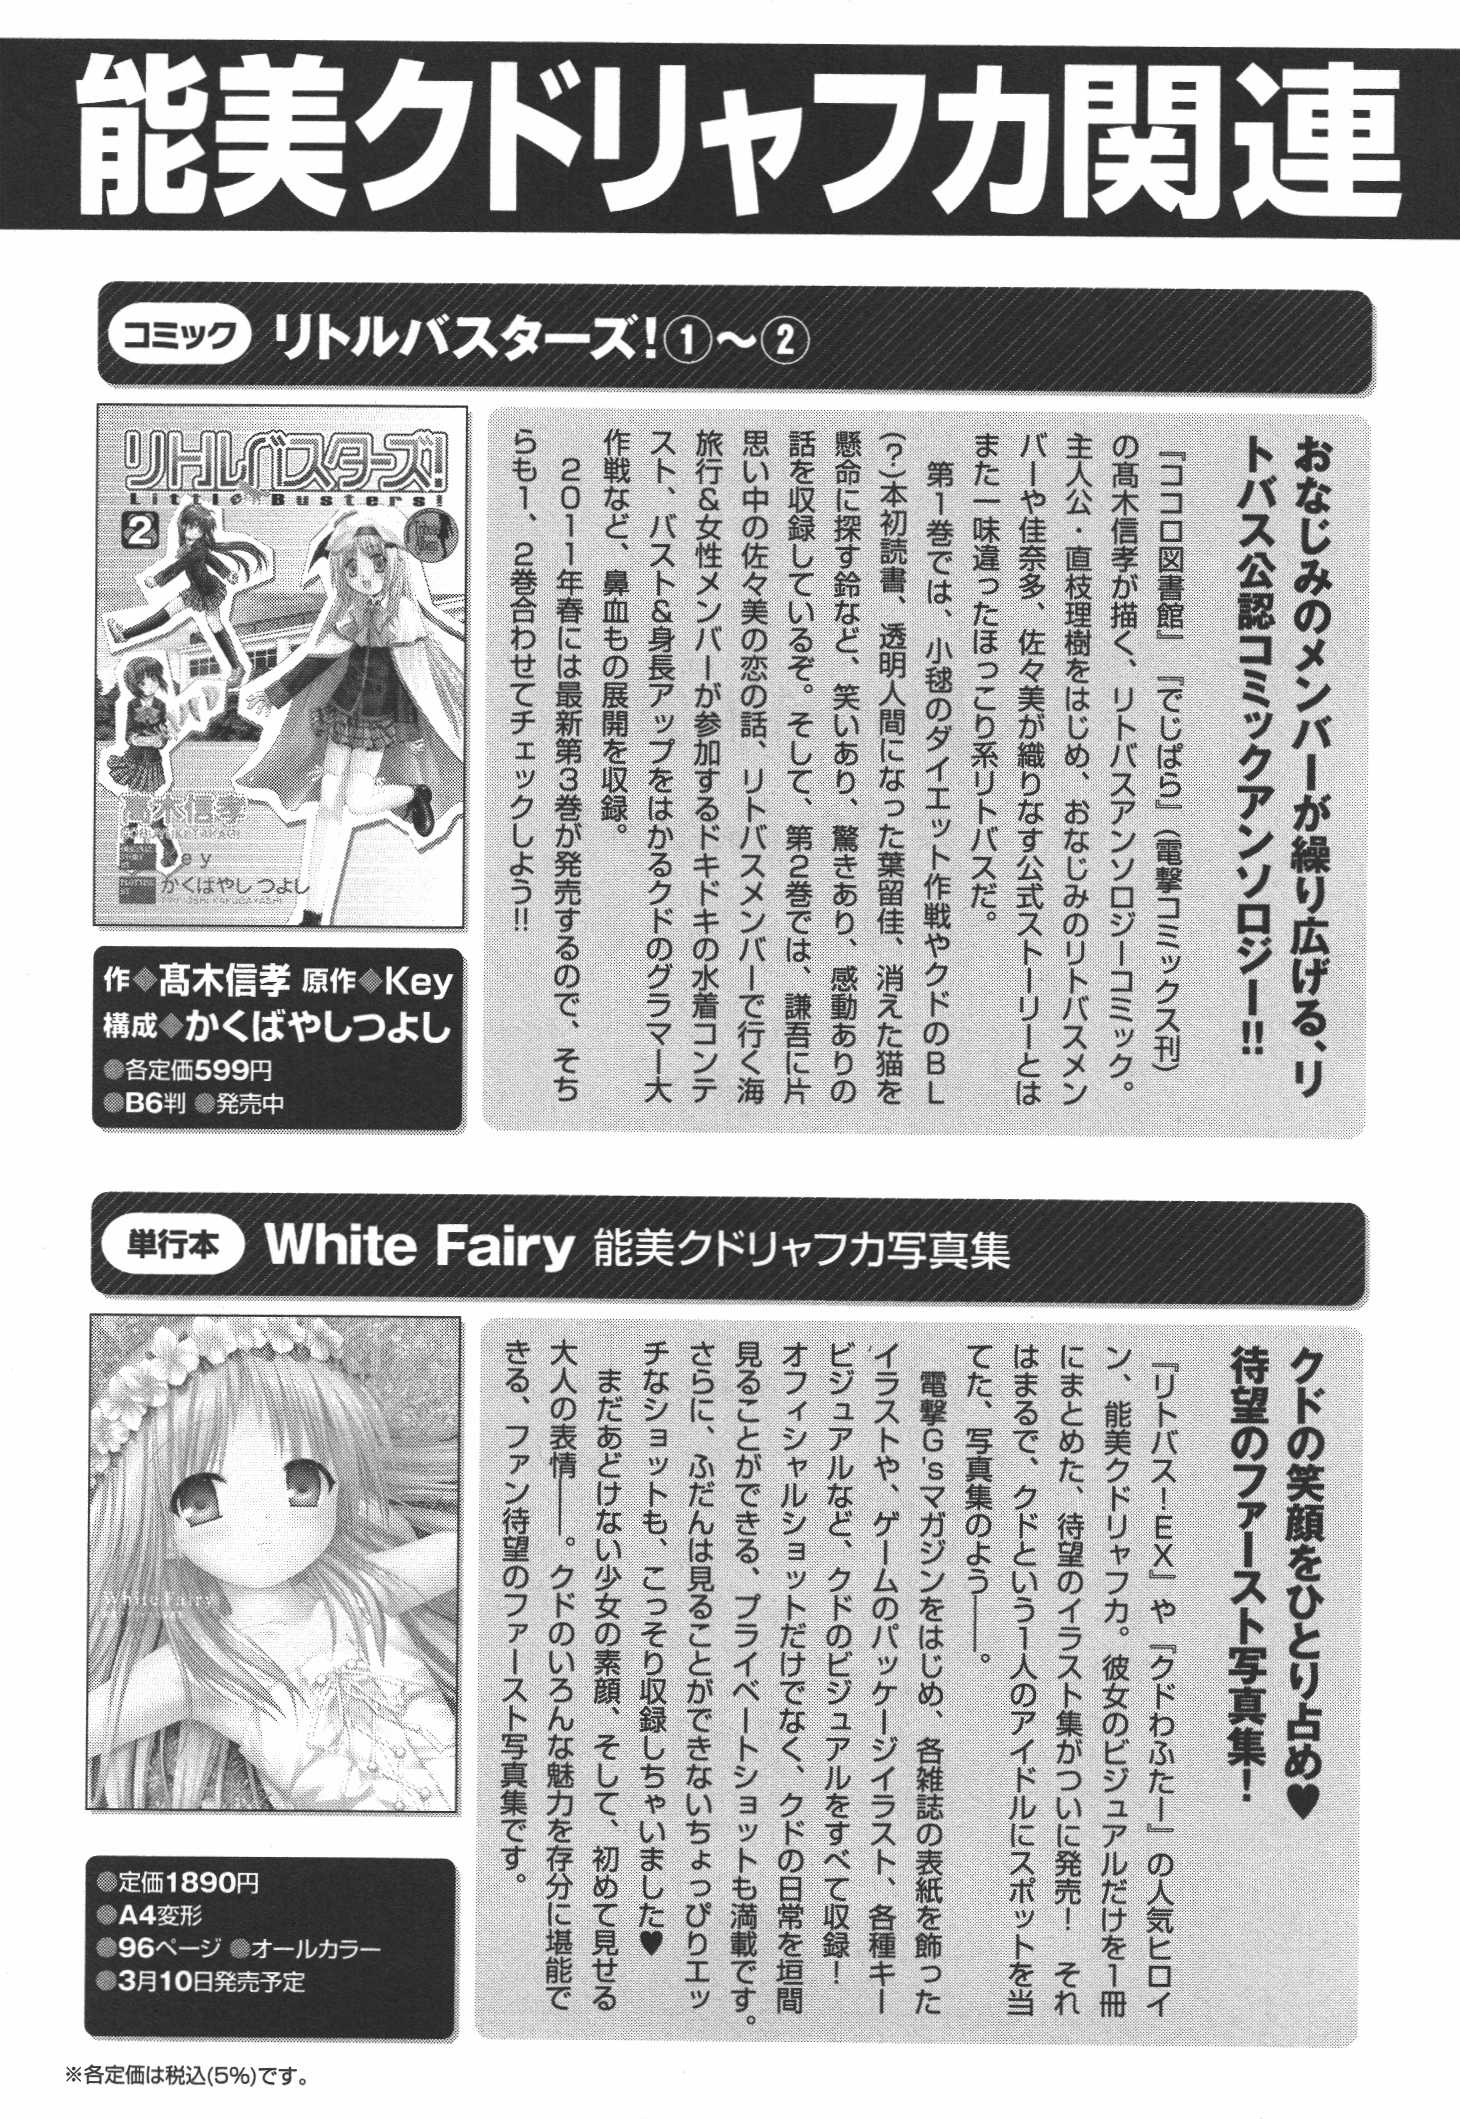 能美クドリャフカ関連
コミック リトルバスターズ!①〜②
リトルバスターズ!
Little Busters!
2
髙木信孝
Key
かくばやしつよし
作◆髙木信孝 原作◆Key
構成◆かくばやしつよし
●各定価599円
●B6判 ●発売中
おなじみのメンバーが繰り広げる、リ
トバス公認コミックアンソロジー!!
『ココロ図書館』『でじぱら』(電撃コミックス刊)
の髙木信孝が描く、リトバスアンソロジーコミック。
主人公・直枝理樹をはじめ、おなじみのリトバスメン
バーや佳奈多、佐々美が織りなす公式ストーリーとは
また一味違ったほっこり系リトバスだ。
第1巻では、小毬のダイエット作戦やクドのBL
(?)本初読書、透明人間になった葉留佳、消えた猫を
懸命に探す鈴など、笑いあり、驚きあり、感動ありの
話を収録しているぞ。そして、第2巻では、謙吾に片
思い中の佐々美の恋の話、リトバスメンバーで行く海
旅行&女性メンバーが参加するドキドキの水着コンテ
スト、バスト&身長アップをはかるクドのグラマー大
作戦など、鼻血もの展開を収録。
2011年春には最新第3巻が発売するので、そち
らも1、2巻合わせてチェックしよう!!
単行本 White Fairy 能美クドリャフカ写真集
White Fairy
●定価1890円
●A4変形
●96ページ ●オールカラー
●3月10日発売予定
クドの笑顔をひとり占め♥
待望のファースト写真集!
『リトバス!EX』や『クドわふたー』の人気ヒロイ
ン、能美クドリャフカ。彼女のビジュアルだけを1冊
にまとめた、待望のイラスト集がついに発売! それ
はまるで、クドという1人のアイドルにスポットを当
てた、写真集のよう――。
電撃G'sマガジンをはじめ、各雑誌の表紙を飾った
イラストや、ゲームのパッケージイラスト、各種キー
ビジュアルなど、クドのビジュアルをすべて収録!
オフィシャルショットだけでなく、クドの日常を垣間
見ることができる、プライベートショットも満載です。
さらに、ふだんは見ることができないちょっぴりエッ
チなショットも、こっそり収録しちゃいました♥
まだあどけない少女の素顔、そして、初めて見せる
大人の表情――。クドのいろんな魅力を存分に堪能で
きる、ファン待望のファースト写真集です。
※各定価は税込(5%)です。